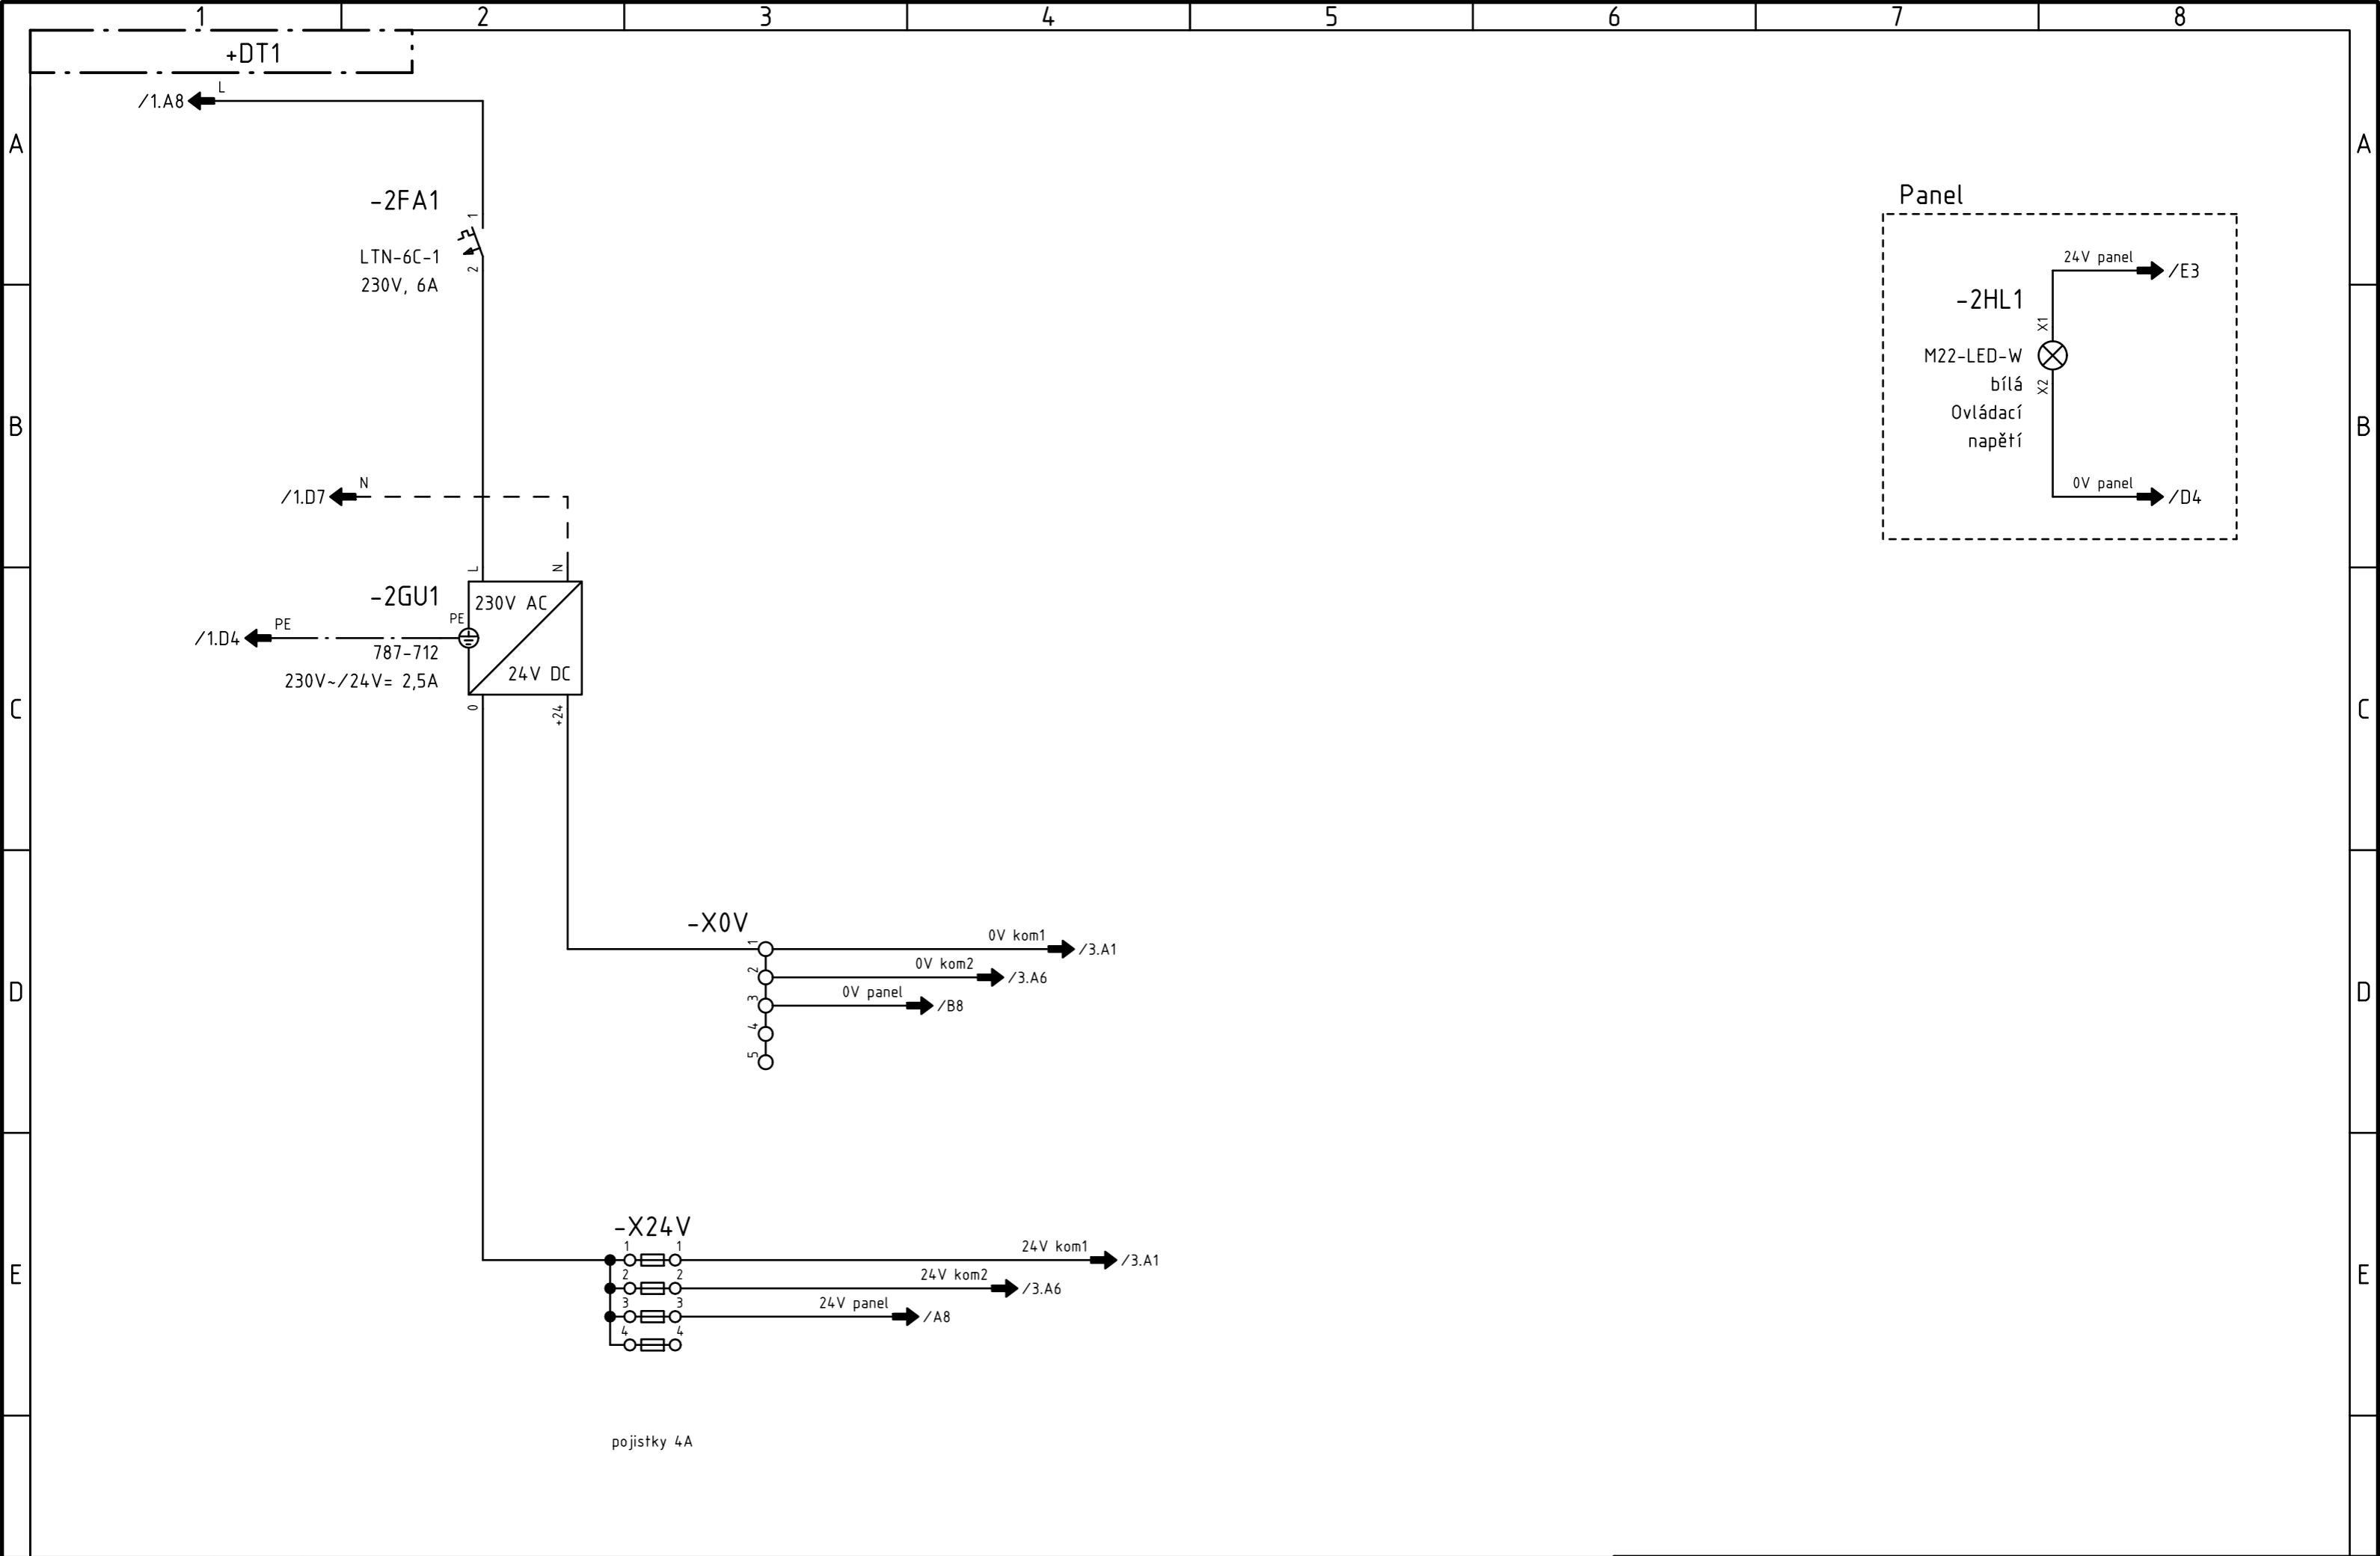 1 2 3 4 5 6 7 8
+DT1
/1.A8 L
A A
-2FA1
1
LTN-6C-1
2
230V, 6A
Panel
24V panel /E3
-2HL1
X1
M22-LED-W
bílá
X2
Ovládací
napětí
0V panel /D4
B B
/1.D7 N
L N
-2GU1
230V AC
PE
/1.D4 PE
787-712
24V DC
230V~/24V= 2,5A
0 +24
C C
-X0V
1 0V kom1 /3.A1
2 0V kom2 /3.A6
3 0V panel /B8
4
5
D D
-X24V
1 1 24V kom1 /3.A1
2 2 24V kom2 /3.A6
3 3 24V panel /A8
4 4
E E
pojistky 4A